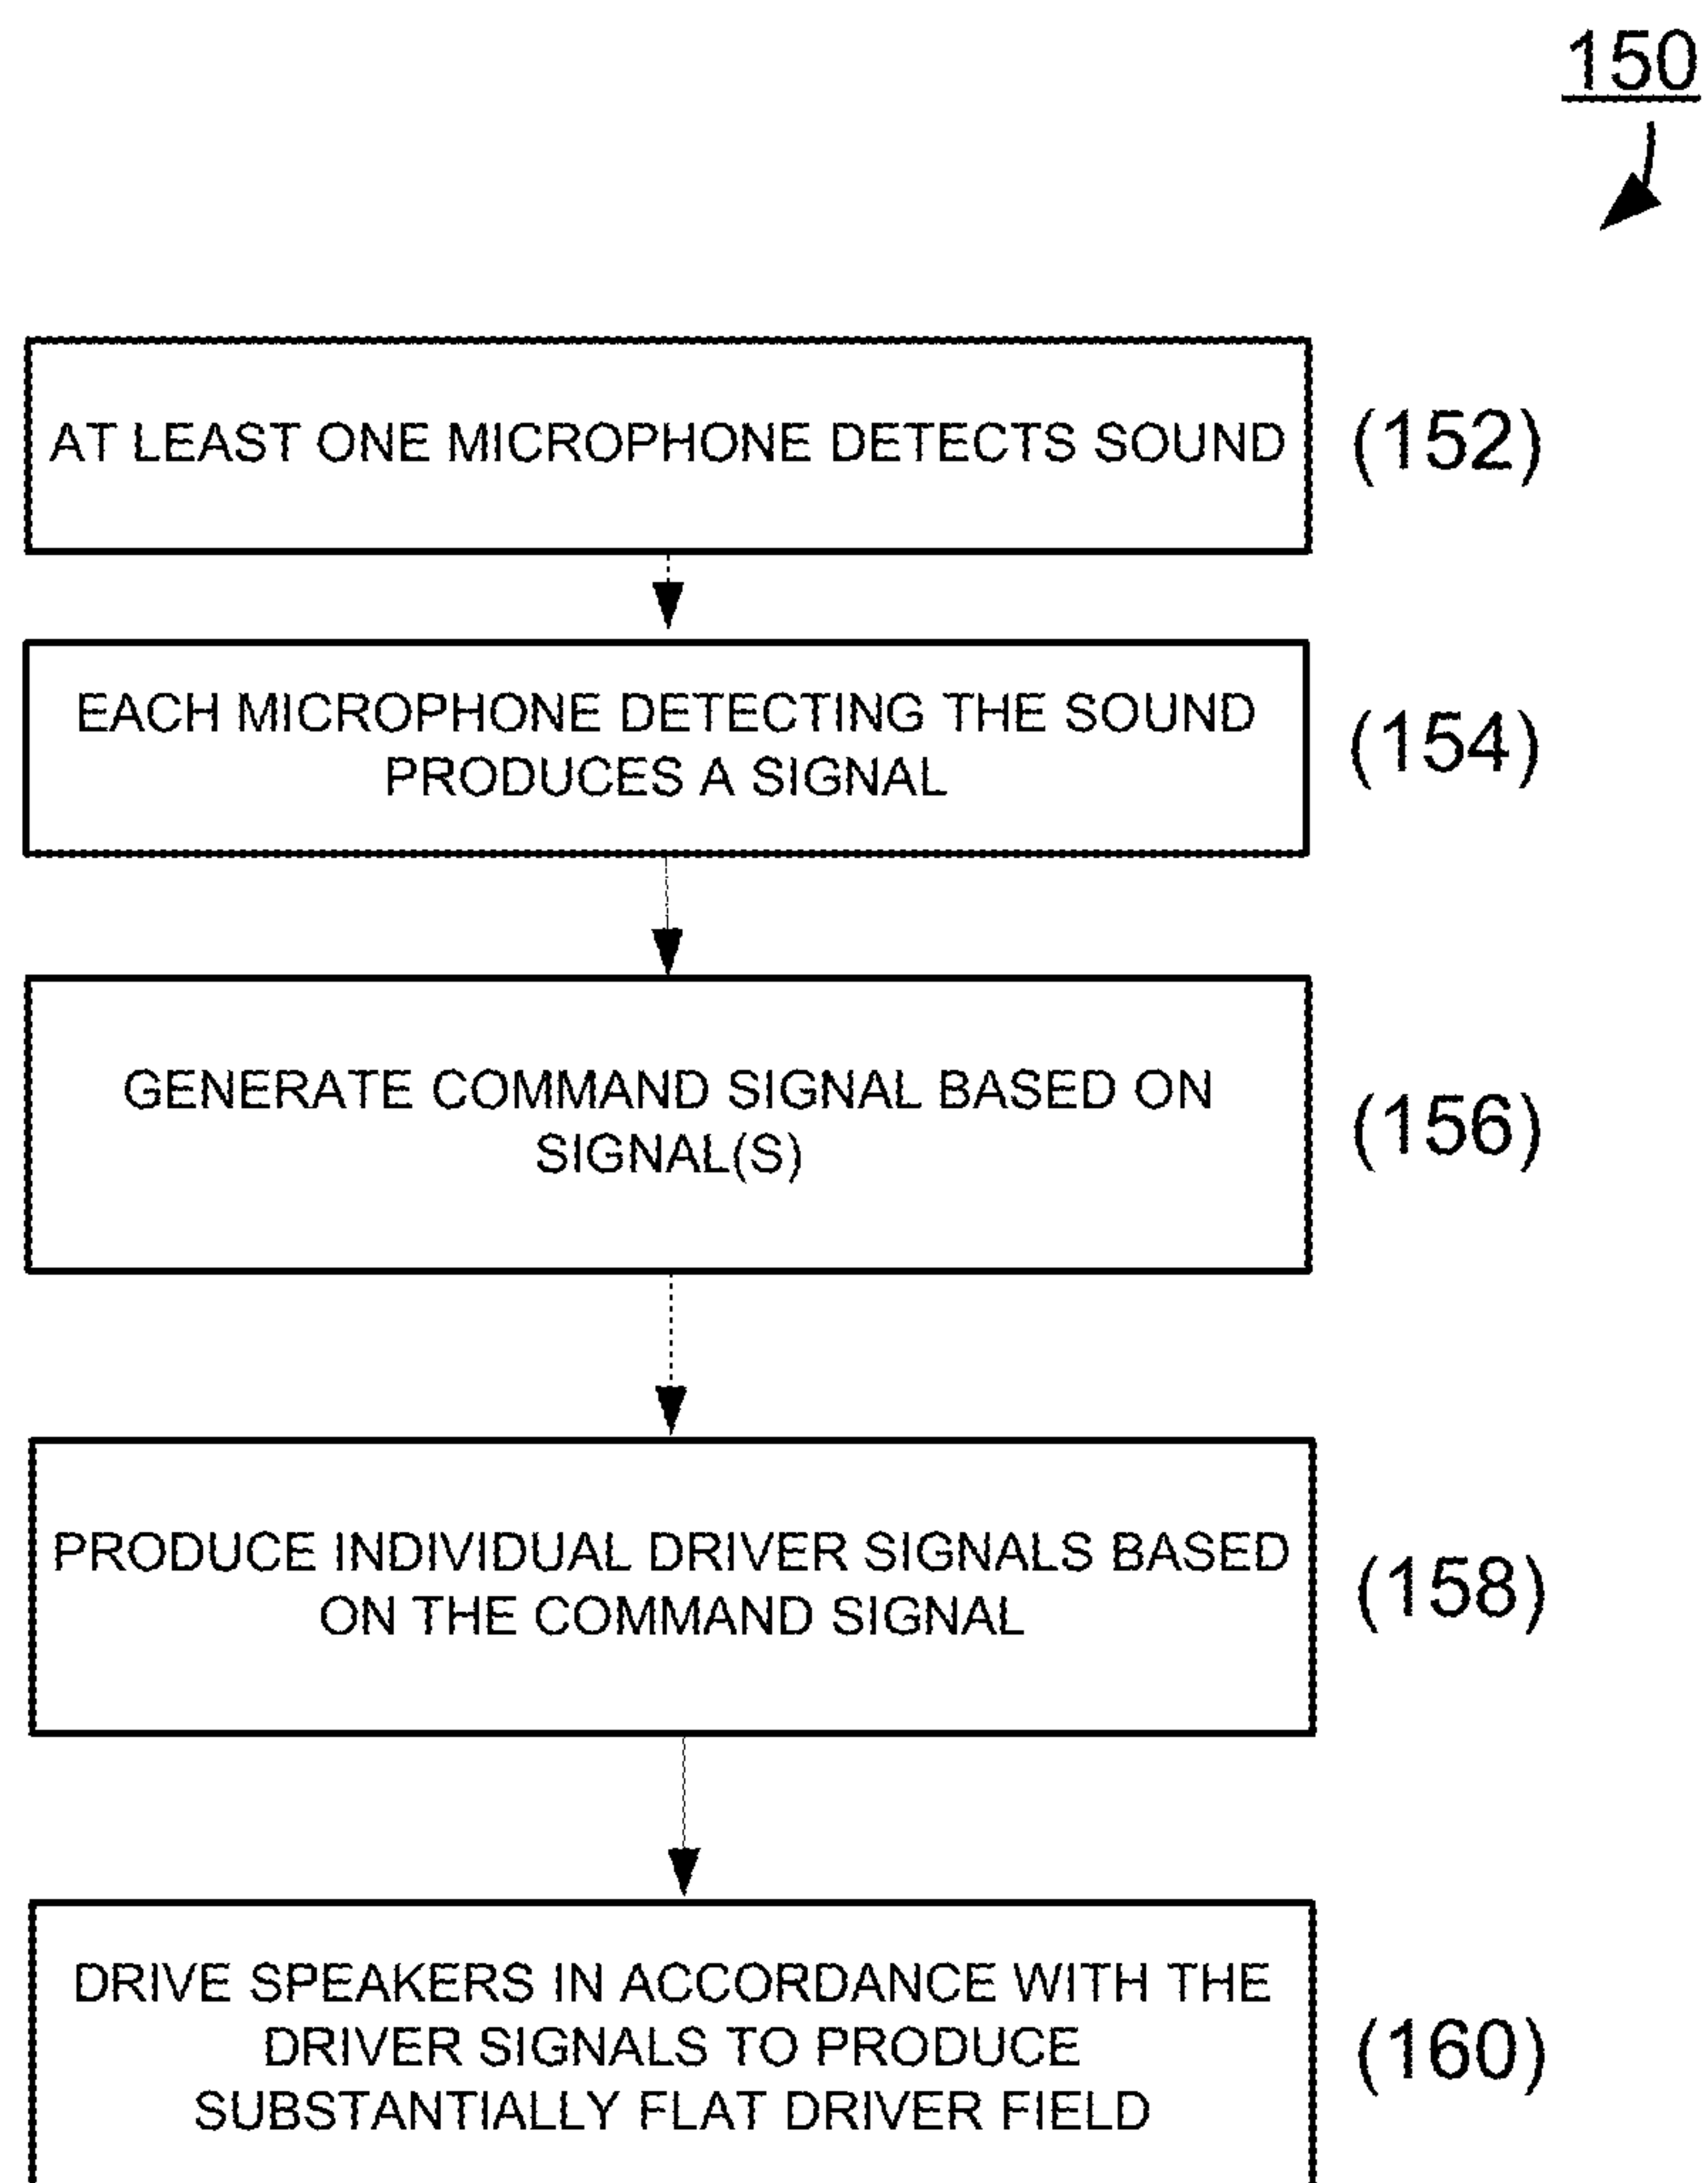 150
AT LEAST ONE MICROPHONE DETECTS SOUND
(152)
EACH MICROPHONE DETECTING THE SOUND
PRODUCES A SIGNAL
(154)
GENERATE COMMAND SIGNAL BASED ON
SIGNAL(S)
(156)
PRODUCE INDIVIDUAL DRIVER SIGNALS BASED
ON THE COMMAND SIGNAL
(158)
DRIVE SPEAKERS IN ACCORDANCE WITH THE
DRIVER SIGNALS TO PRODUCE
SUBSTANTIALLY FLAT DRIVER FIELD
(160)